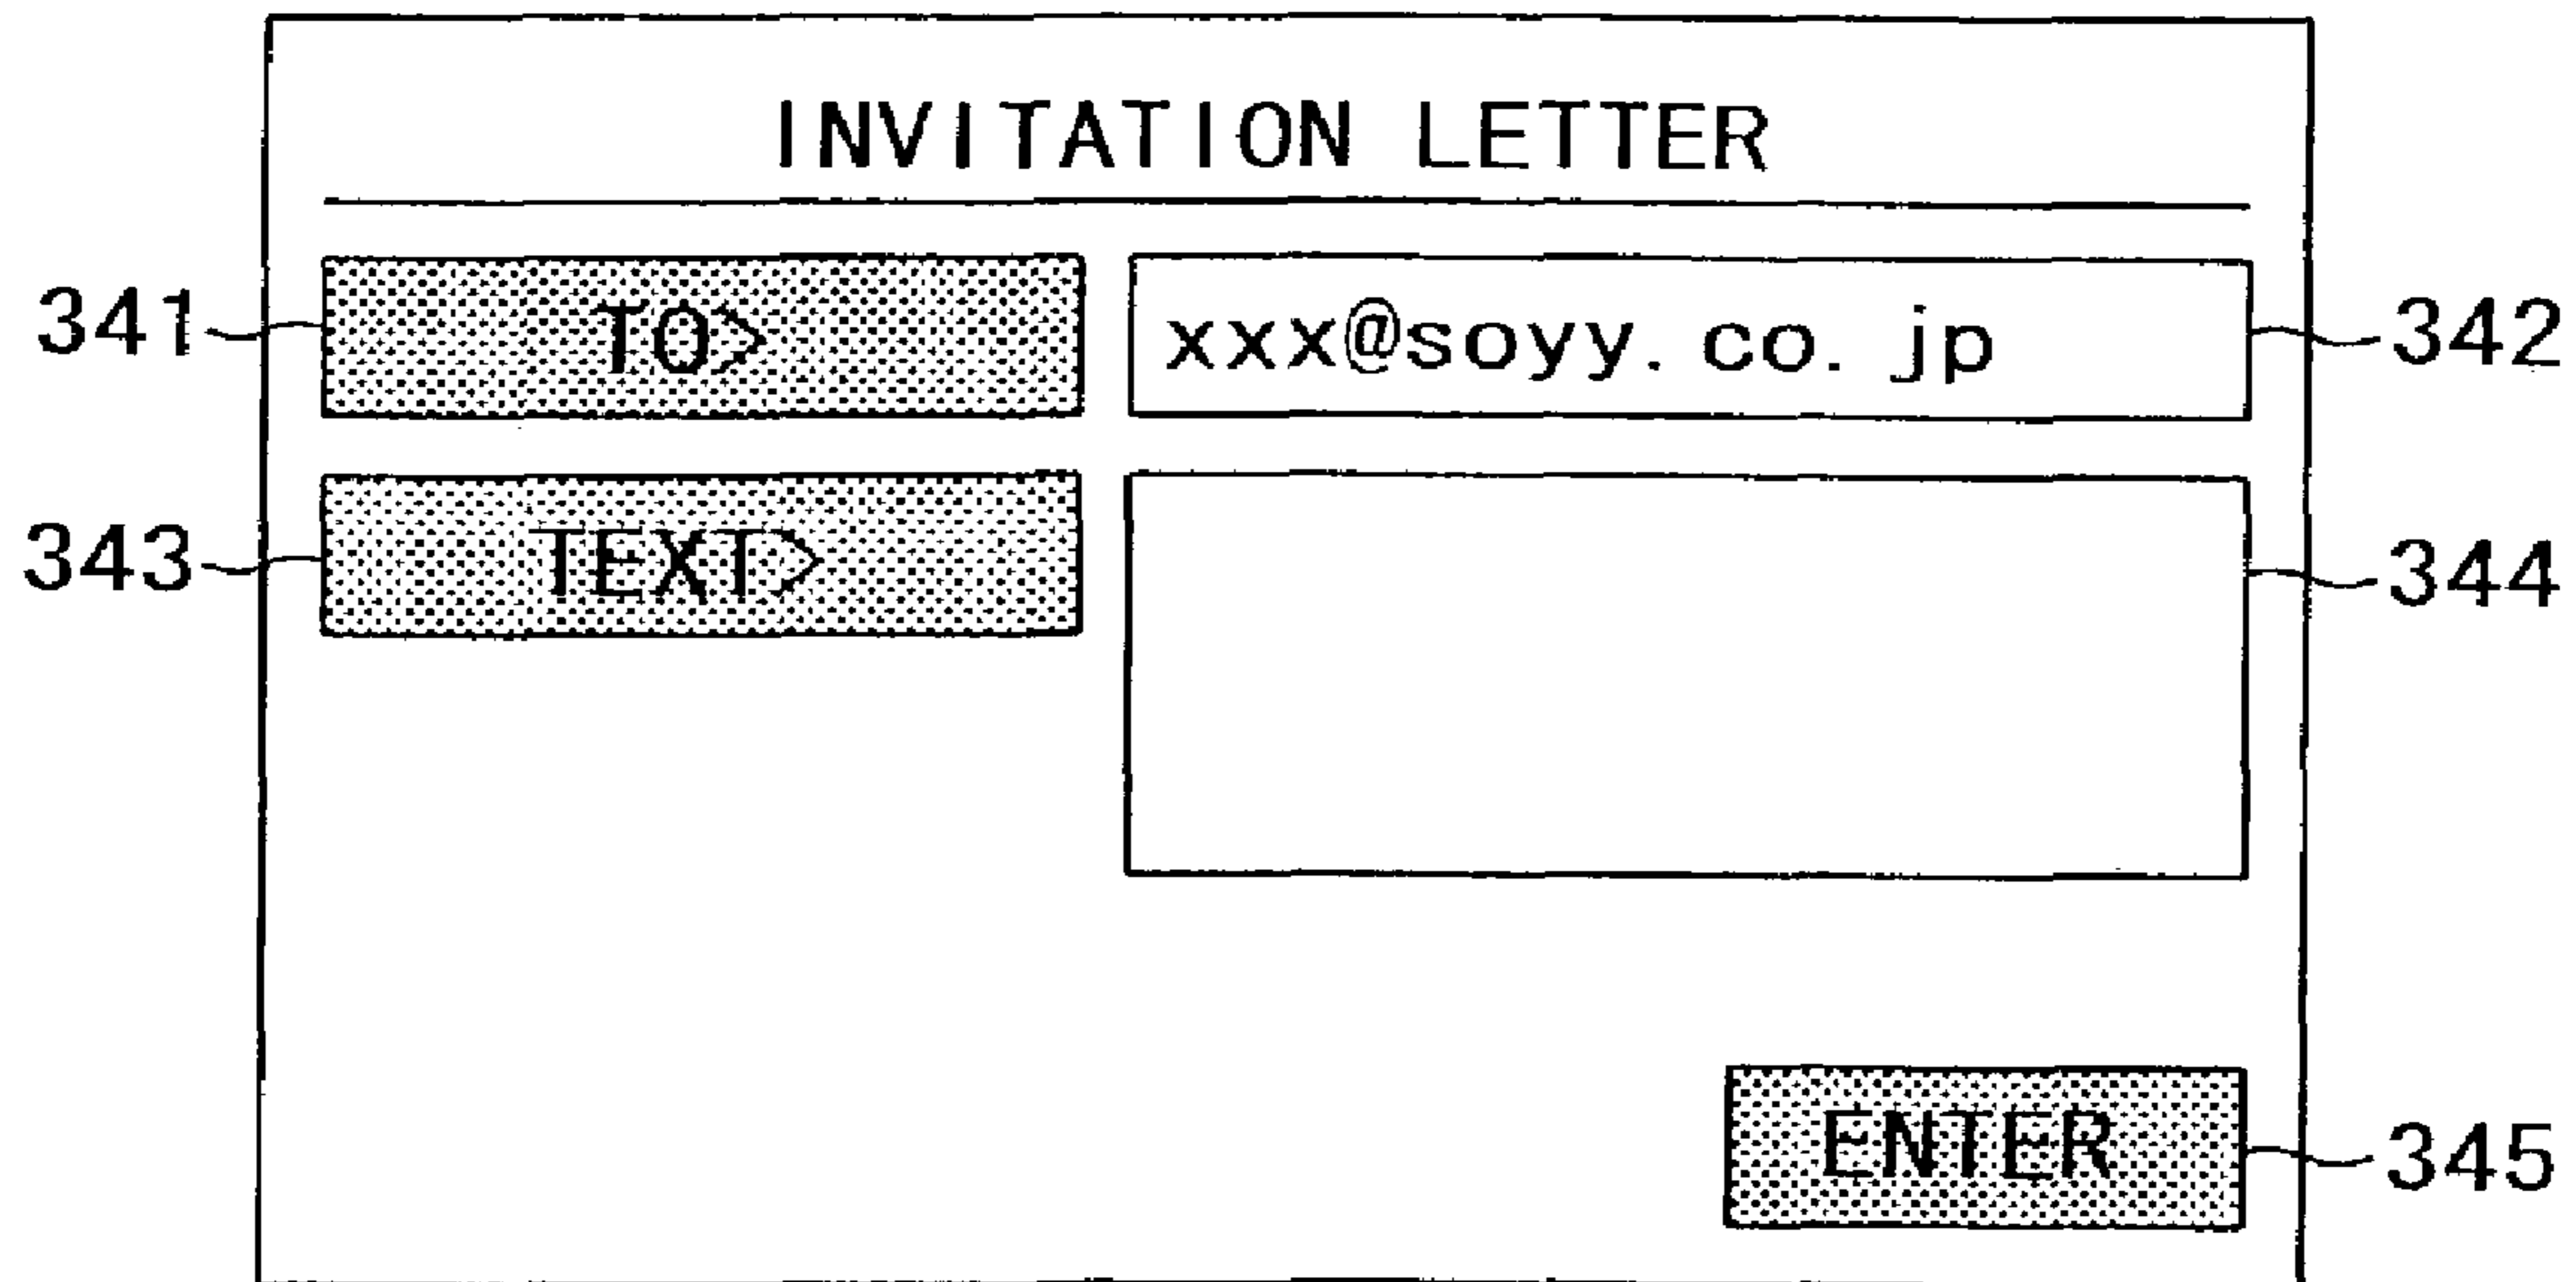 INVITATION LETTER
341 TO> xxx@soyy.co.jp 342
343 TEXT> 344
ENTER 345